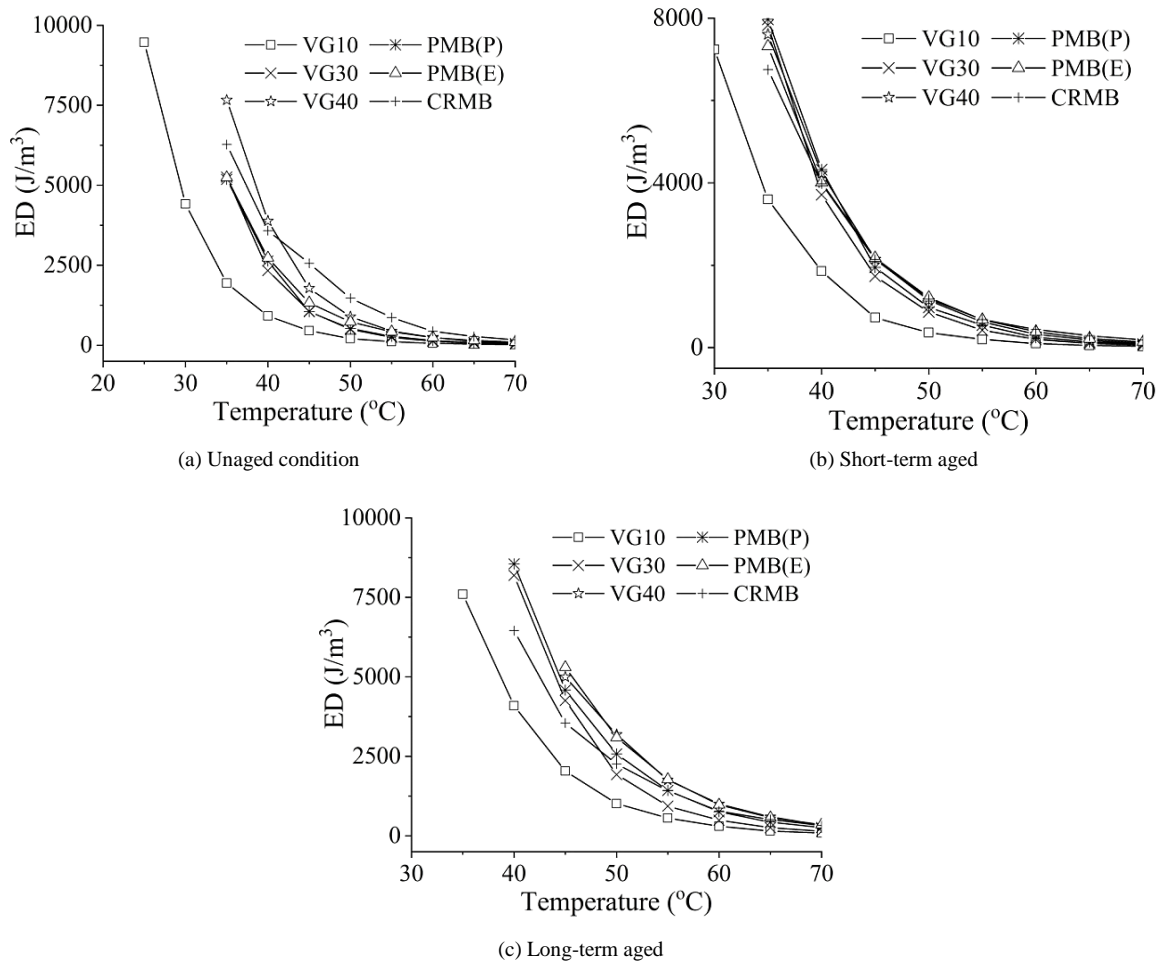 10000
7500
5000
2500
0
ED (J/m³)
VG10 PMB(P)
VG30 PMB(E)
VG40 CRMB
20 30 40 50 60 70
Temperature (°C)
(a) Unaged condition
8000
4000
0
ED (J/m³)
VG10 PMB(P)
VG30 PMB(E)
VG40 CRMB
30 40 50 60 70
Temperature (°C)
(b) Short-term aged
10000
7500
5000
2500
0
ED (J/m³)
VG10 PMB(P)
VG30 PMB(E)
VG40 CRMB
30 40 50 60 70
Temperature (°C)
(c) Long-term aged